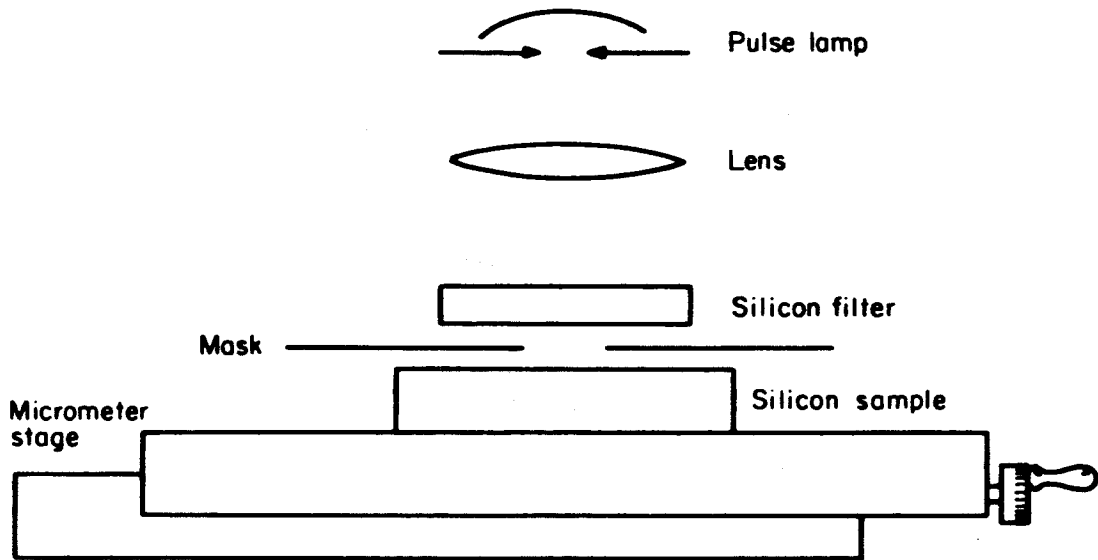 Pulse lamp
Lens
Silicon filter
Mask
Silicon sample
Micrometer
stage